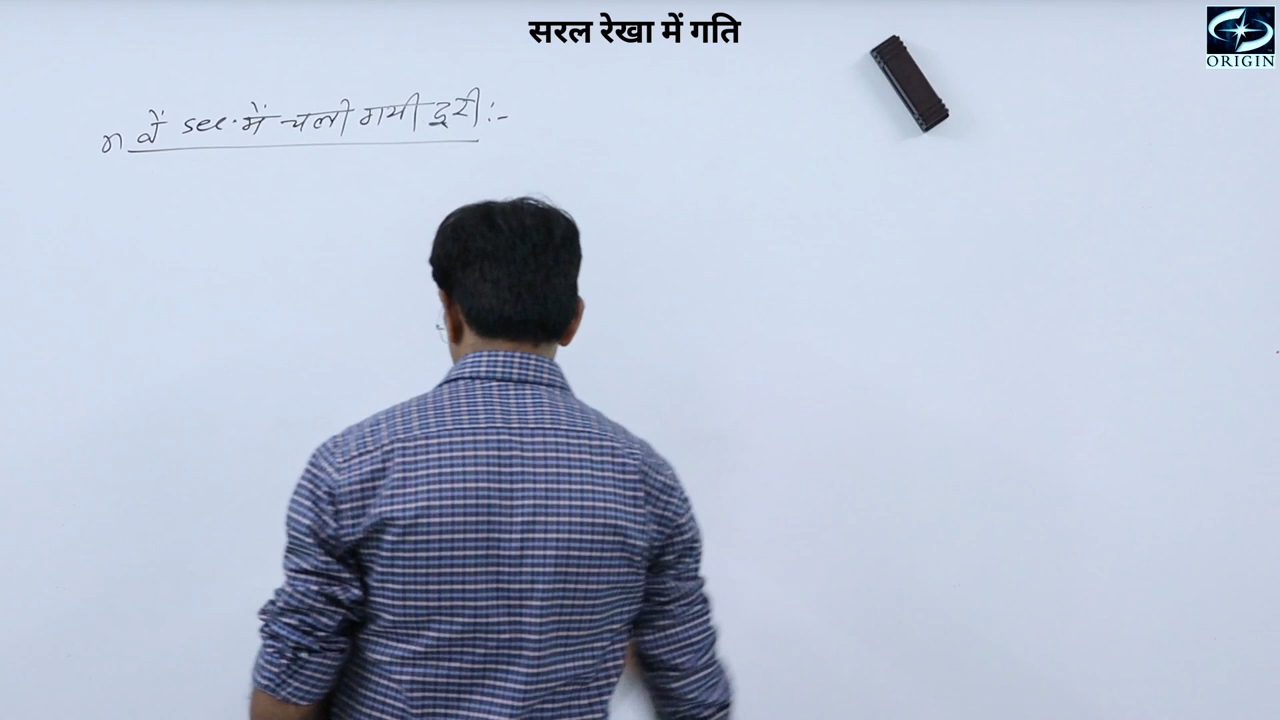 सरल रेखा में गति
ORIGIN
n वें sec. में चली गयी दूरी :-